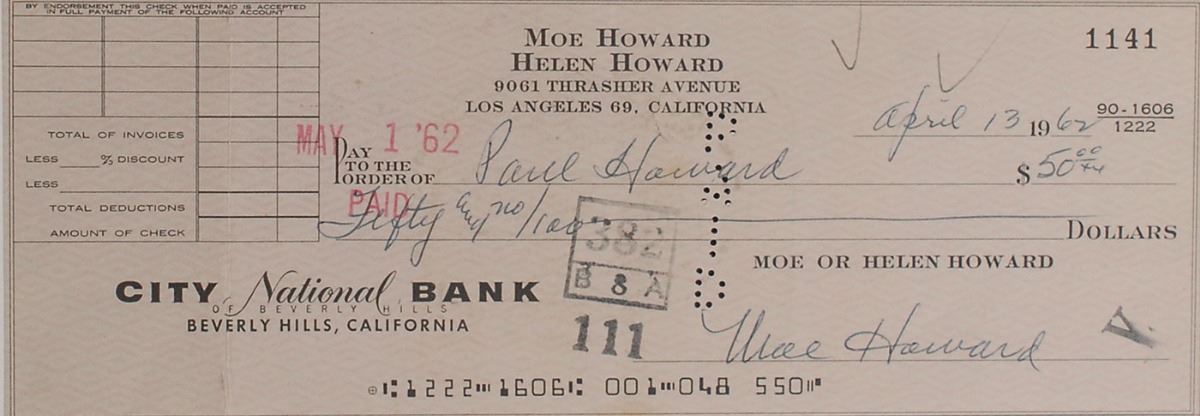 BY ENDORSEMENT THIS CHECK WHEN PAID IS ACCEPTED
IN FULL PAYMENT OF THE FOLLOWING ACCOUNT
TOTAL OF INVOICES
LESS % DISCOUNT
LESS
TOTAL DEDUCTIONS
AMOUNT OF CHECK
MOE HOWARD
HELEN HOWARD
9061 THRASHER AVENUE
LOS ANGELES 69, CALIFORNIA
1141
April 13 1962
90-1606
1222
MAY 1 '62
PAID
PAY
TO THE
ORDER OF Paul Howard $50 00/xx
Fifty and no/100 DOLLARS
382
B 8 A
111
MOE OR HELEN HOWARD
CITY National BANK
OF BEVERLY HILLS
BEVERLY HILLS, CALIFORNIA
Moe Howard
V.
⑆1222⑉1606⑆ 001⑉048 550⑈